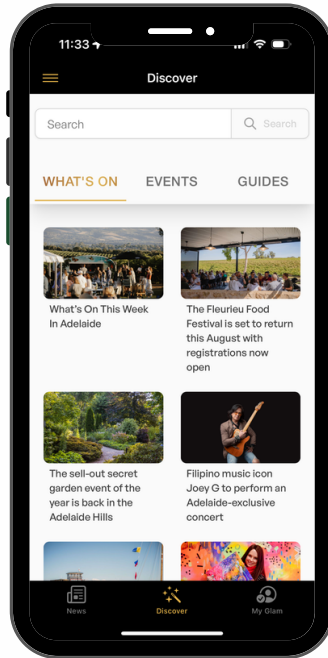 11:33
Discover
Search
Search
WHAT'S ON
EVENTS
GUIDES
What's On This Week
In Adelaide
The Fleurieu Food
Festival is set to return
this August with
registrations now
open
The sell-out secret
garden event of the
year is back in the
Adelaide Hills
Filipino music icon
Joey G to perform an
Adelaide-exclusive
concert
News
Discover
My Glam